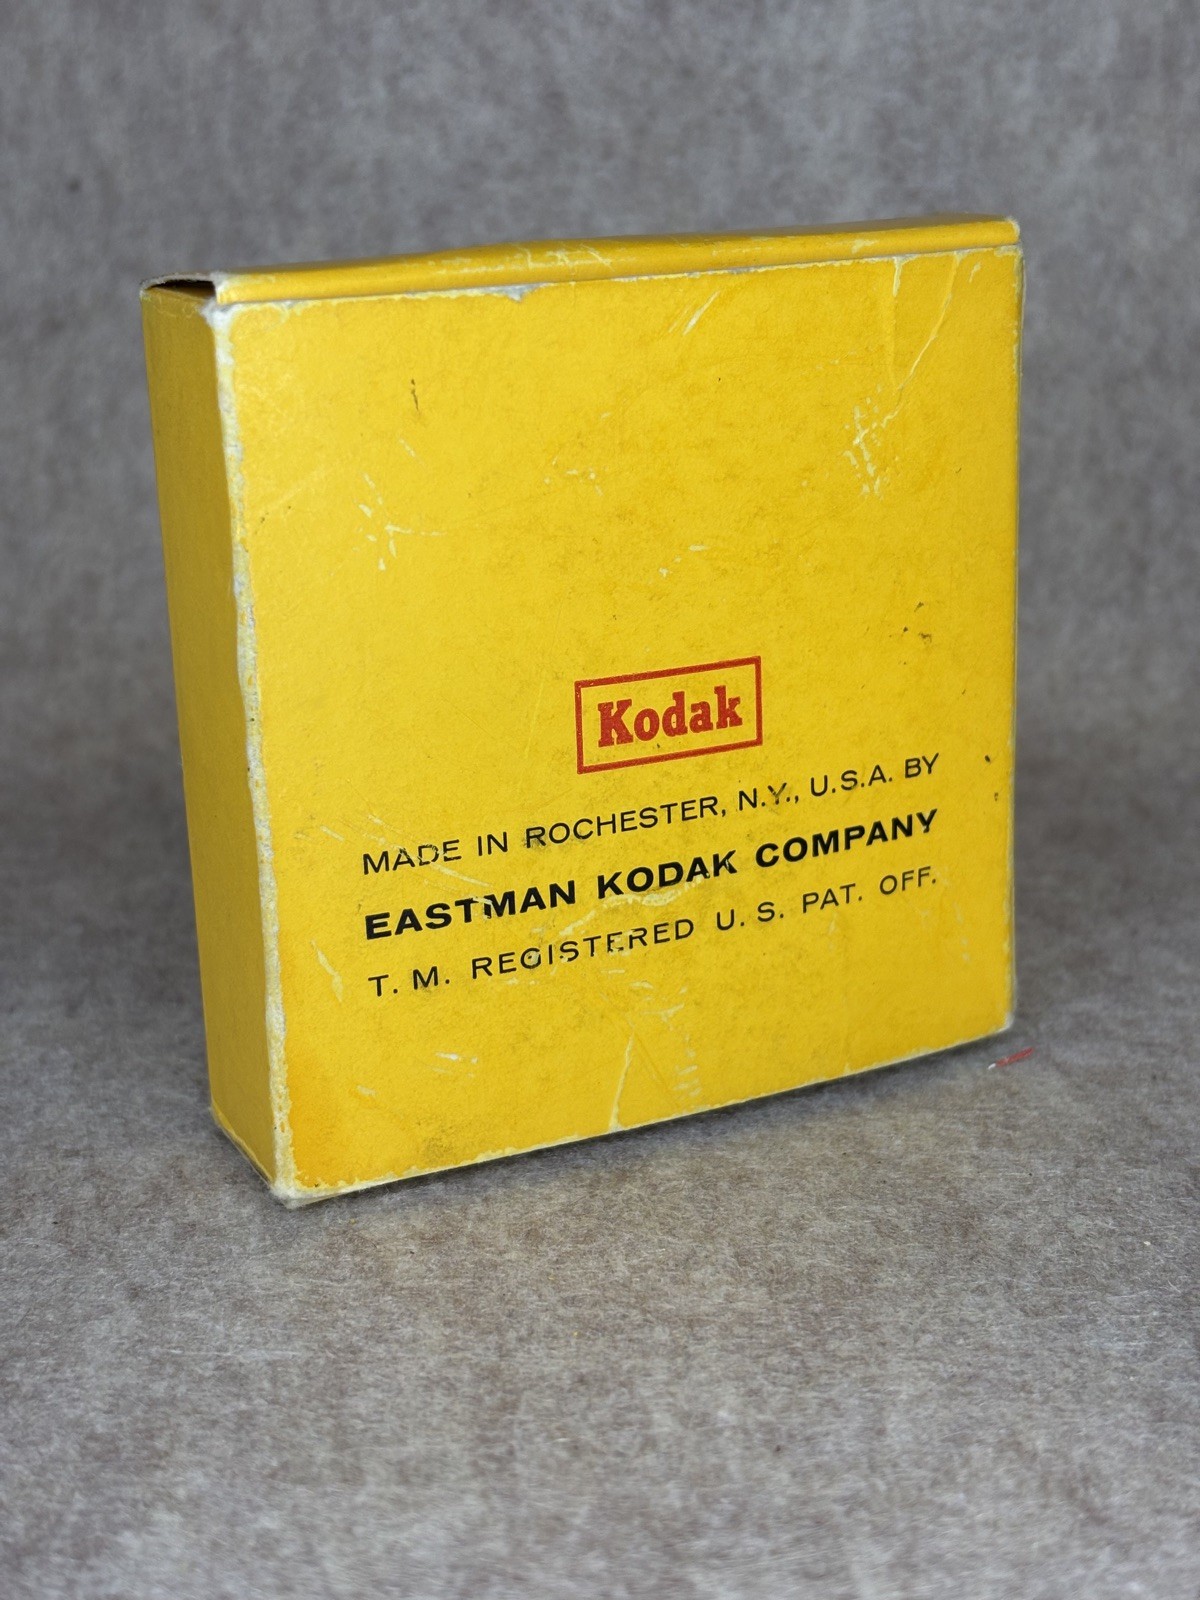 Kodak
MADE IN ROCHESTER, N.Y., U.S.A. BY
EASTMAN KODAK COMPANY
T. M. REGISTERED U. S. PAT. OFF.